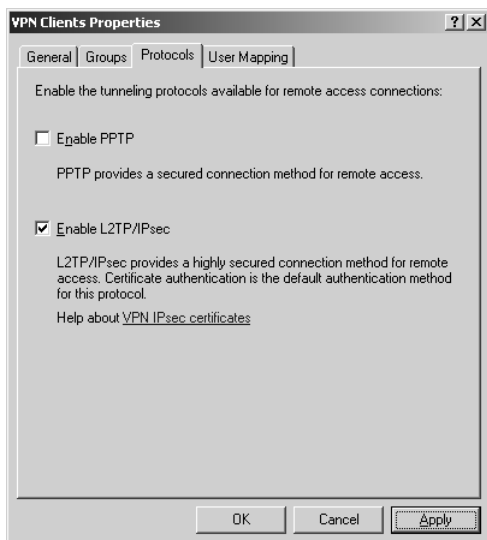 VPN Clients Properties
? X
General Groups Protocols User Mapping
Enable the tunneling protocols available for remote access connections:
Enable PPTP
PPTP provides a secured connection method for remote access.
Enable L2TP/IPsec
L2TP/IPsec provides a highly secured connection method for remote
access. Certificate authentication is the default authentication method
for this protocol.
Help about VPN IPsec certificates
OK Cancel Apply